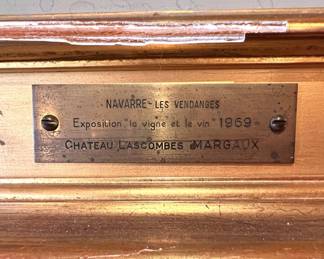 NAVARRE - LES VENDANGES
Exposition "la vigne et le vin" 1969
CHATEAU LASCOMBES MARGAUX